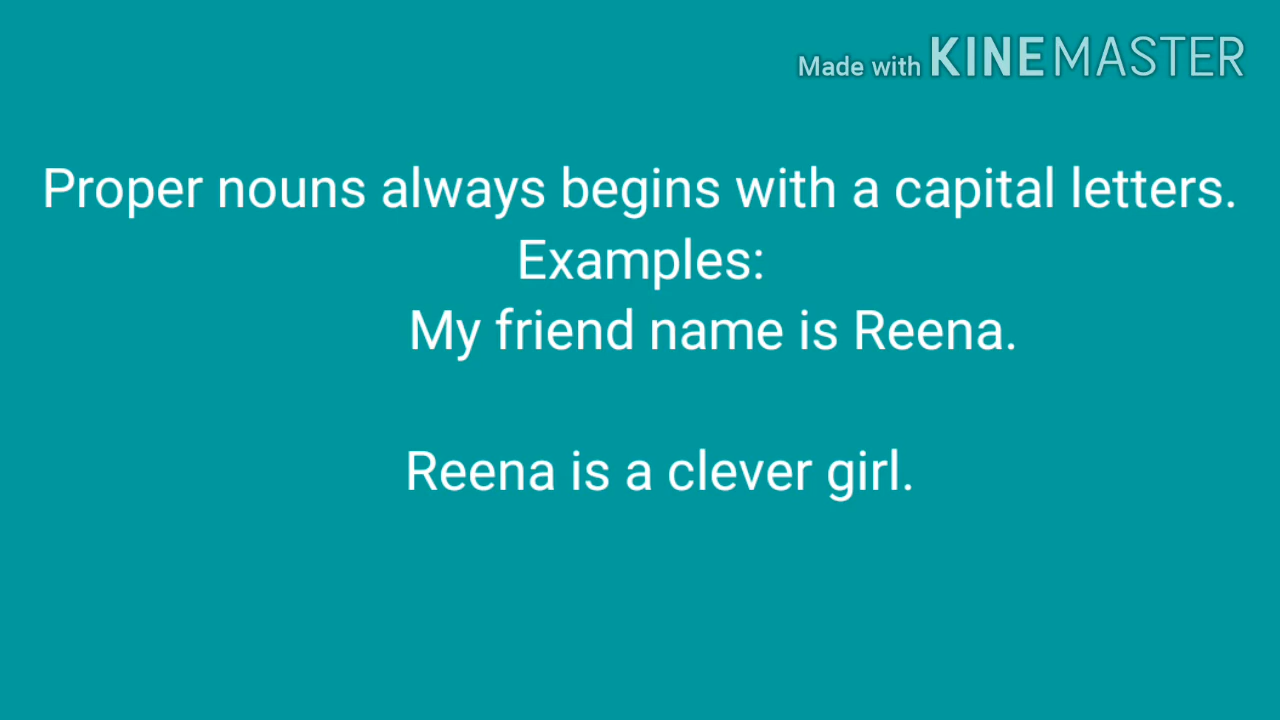 Made with KINEMASTER
Proper nouns always begins with a capital letters.
Examples:
My friend name is Reena.
Reena is a clever girl.